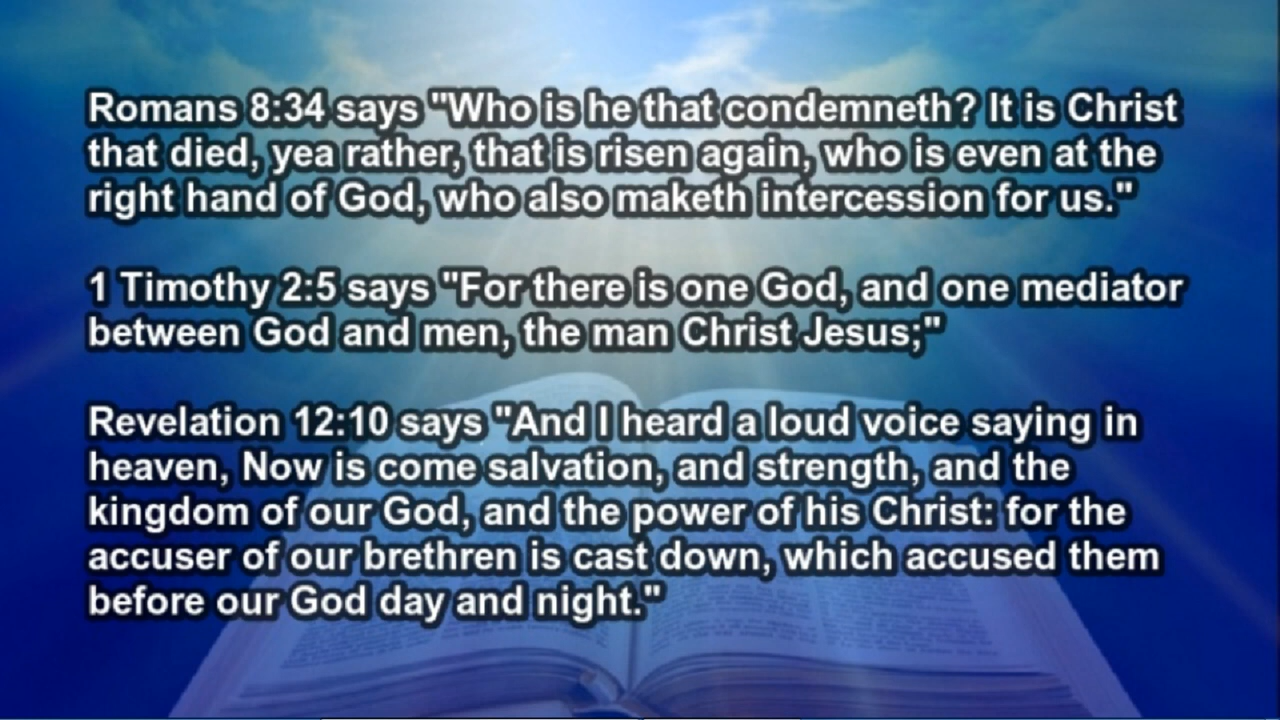 Romans 8:34 says "Who is he that condemneth? It is Christ
that died, yea rather, that is risen again, who is even at the
right hand of God, who also maketh intercession for us."
1 Timothy 2:5 says "For there is one God, and one mediator
between God and men, the man Christ Jesus;"
Revelation 12:10 says "And I heard a loud voice saying in
heaven, Now is come salvation, and strength, and the
kingdom of our God, and the power of his Christ: for the
accuser of our brethren is cast down, which accused them
before our God day and night."